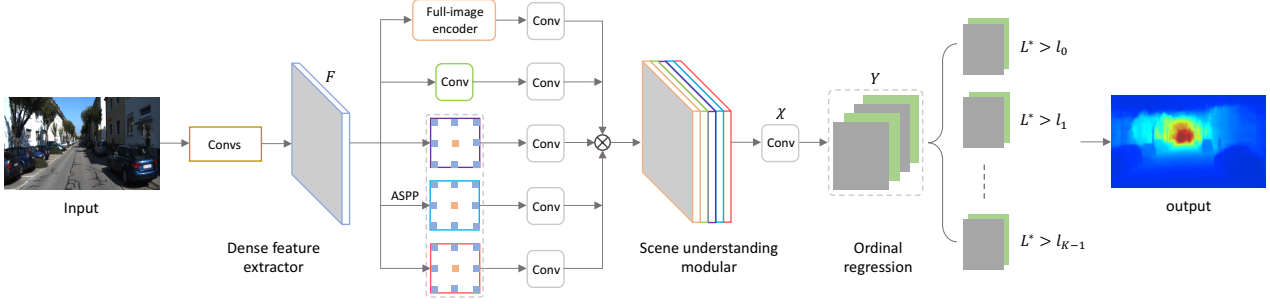 Input
Convs
F
Dense feature
extractor
Full-image
encoder
Conv
Conv
Conv
Conv
ASPP
Conv
Conv
Scene understanding
modular
χ
Conv
Y
Ordinal
regression
L* > l₀
L* > l₁
L* > l_{K−1}
output